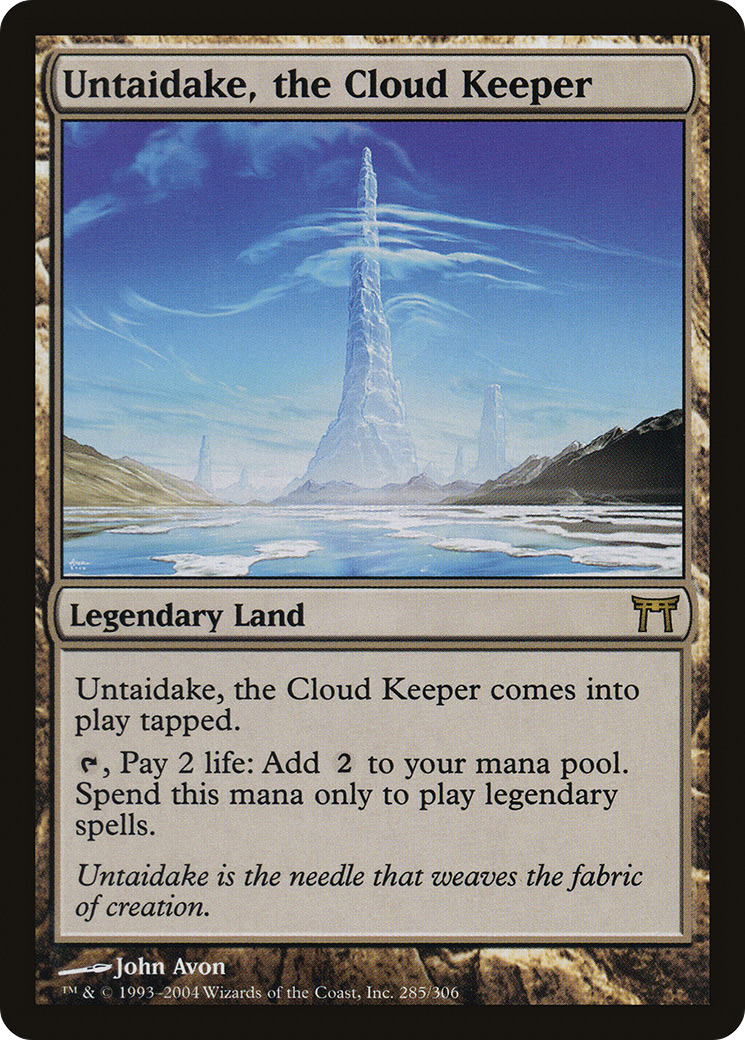 Untaidake, the Cloud Keeper
Legendary Land
Untaidake, the Cloud Keeper comes into
play tapped.
, Pay 2 life: Add 2 to your mana pool.
Spend this mana only to play legendary
spells.
Untaidake is the needle that weaves the fabric
of creation.
John Avon
™ & © 1993–2004 Wizards of the Coast, Inc. 285/306